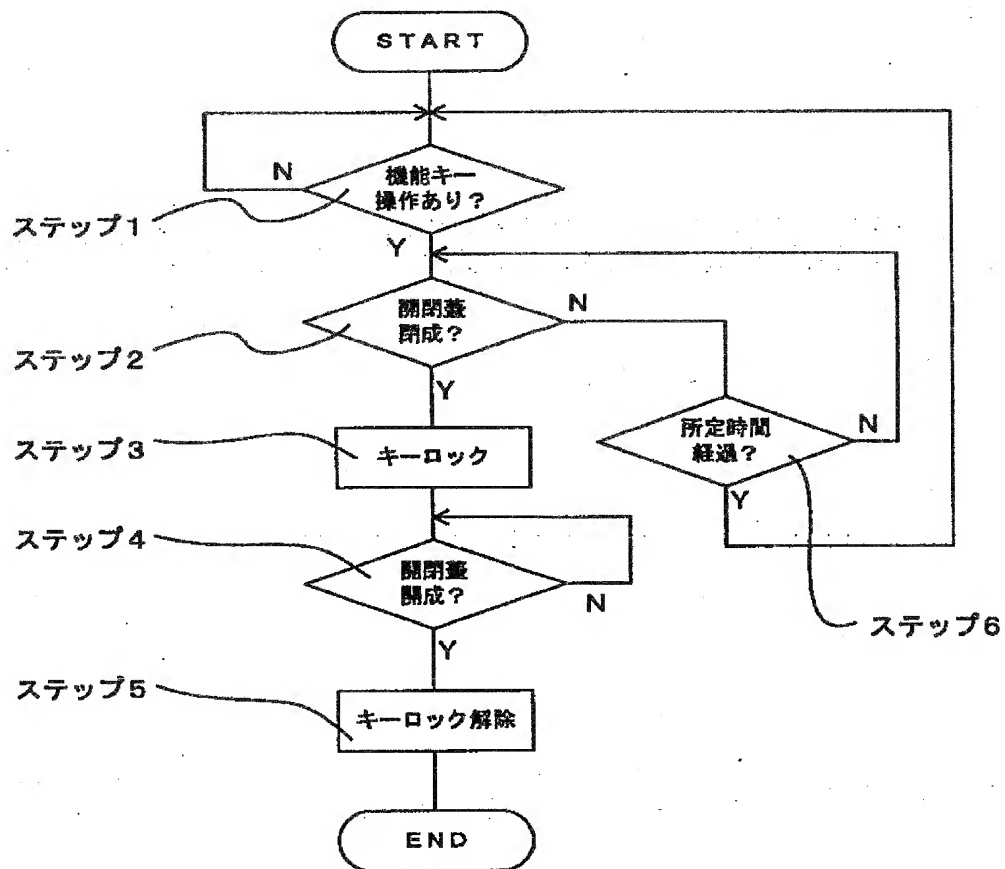 START
N
機能キー
操作あり？
ステップ1
Y
開閉蓋
閉成？
N
ステップ2
Y
所定時間
経過？
N
ステップ3
キーロック
Y
ステップ4
開閉蓋
開成？
N
ステップ6
Y
ステップ5
キーロック解除
END